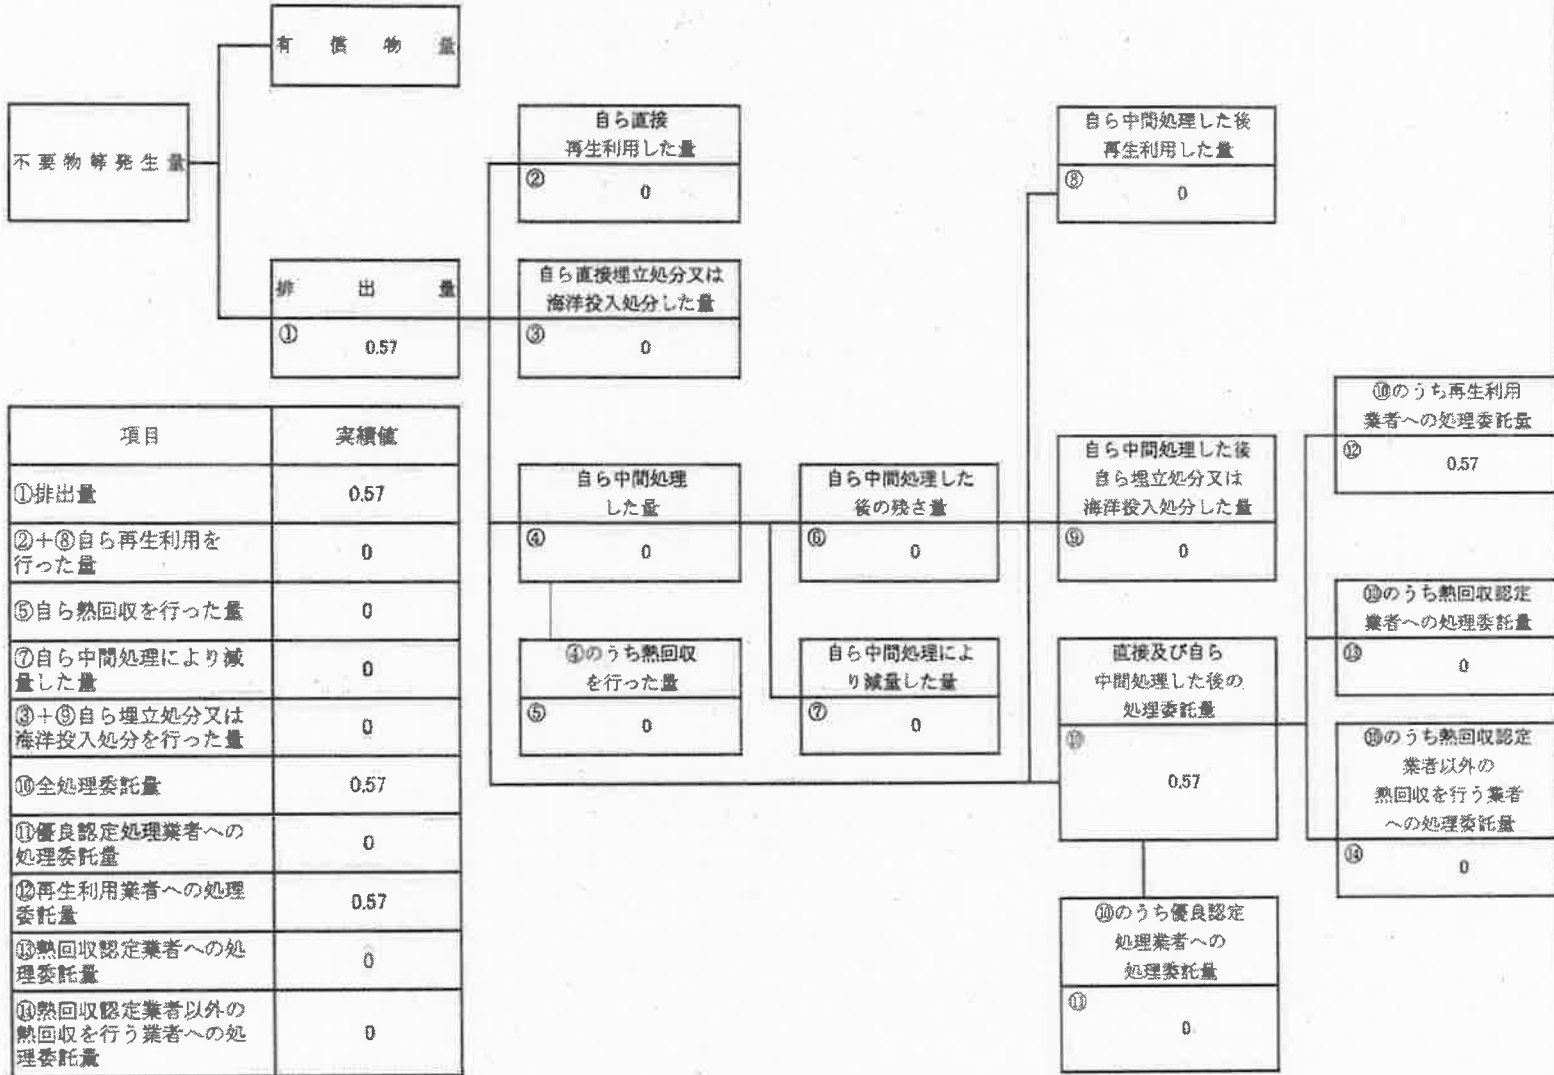 有償物量
不要物等発生量
排出量
① 0.57
自ら直接
再生利用した量
② 0
自ら直接埋立処分又は
海洋投入処分した量
③ 0
自ら中間処理
した量
④ 0
④のうち熱回収
を行った量
⑤ 0
自ら中間処理した
後の残さ量
⑥ 0
自ら中間処理によ
り減量した量
⑦ 0
自ら中間処理した後
再生利用した量
⑧ 0
自ら中間処理した後
自ら埋立処分又は
海洋投入処分した量
⑨ 0
直接及び自ら
中間処理した後の
処理委託量
⑩
0.57
⑩のうち優良認定
処理業者への
処理委託量
⑪
0
⑩のうち再生利用
業者への処理委託量
⑫ 0.57
⑩のうち熱回収認定
業者への処理委託量
⑬ 0
⑩のうち熱回収認定
業者以外の
熱回収を行う業者
への処理委託量
⑭ 0
項目 実績値
①排出量 0.57
②+⑧自ら再生利用を
行った量 0
⑤自ら熱回収を行った量 0
⑦自ら中間処理により減
量した量 0
③+⑨自ら埋立処分又は
海洋投入処分を行った量 0
⑩全処理委託量 0.57
⑪優良認定処理業者への
処理委託量 0
⑫再生利用業者への処理
委託量 0.57
⑬熱回収認定業者への処
理委託量 0
⑭熱回収認定業者以外の
熱回収を行う業者への処
理委託量 0